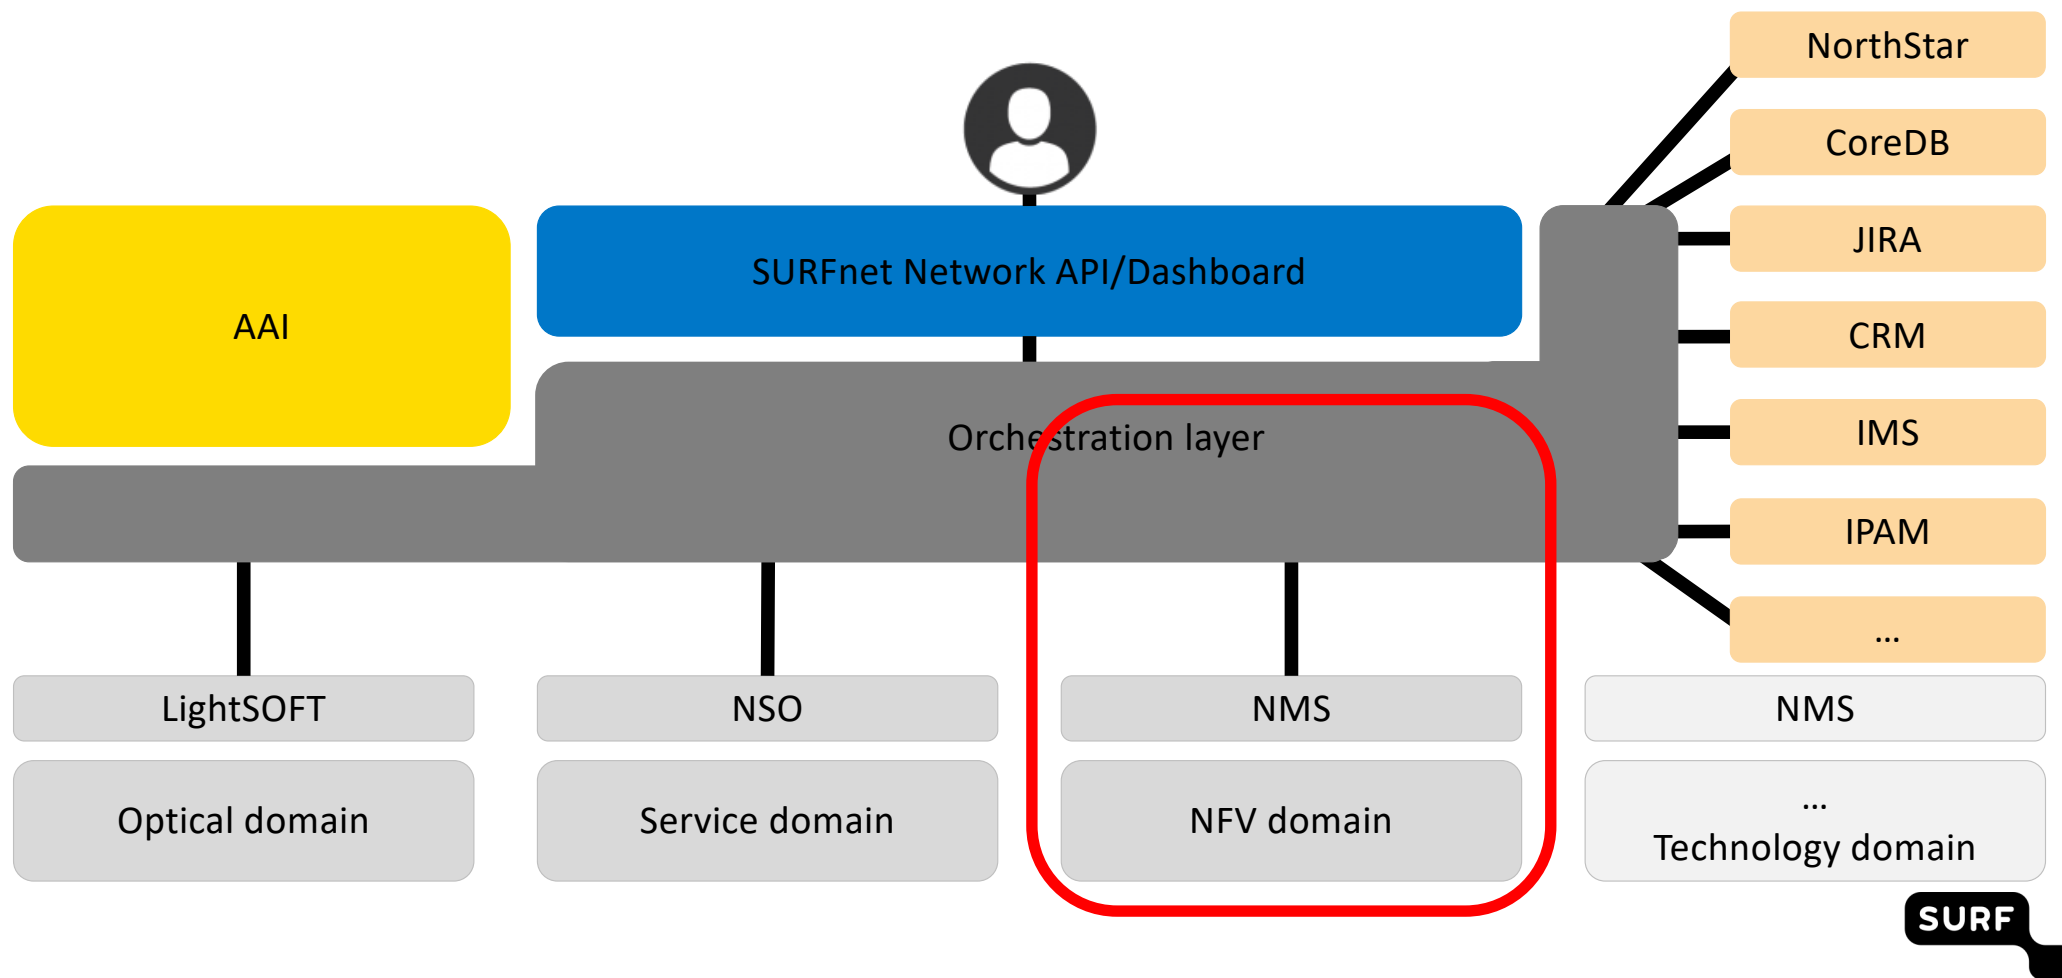 NorthStar
CoreDB
JIRA
CRM
IMS
IPAM
...
SURFnet Network API/Dashboard
AAI
Orchestration layer
LightSOFT
NSO
NMS
NMS
Optical domain
Service domain
NFV domain
...
Technology domain
SURF